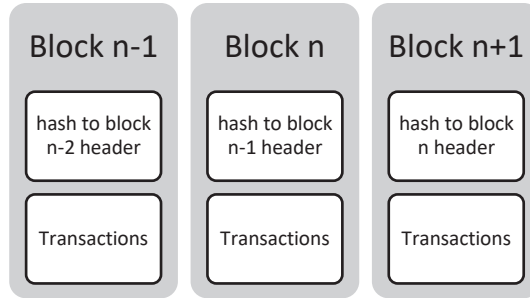 Block n-1
hash to block
n-2 header
Transactions
Block n
hash to block
n-1 header
Transactions
Block n+1
hash to block
n header
Transactions